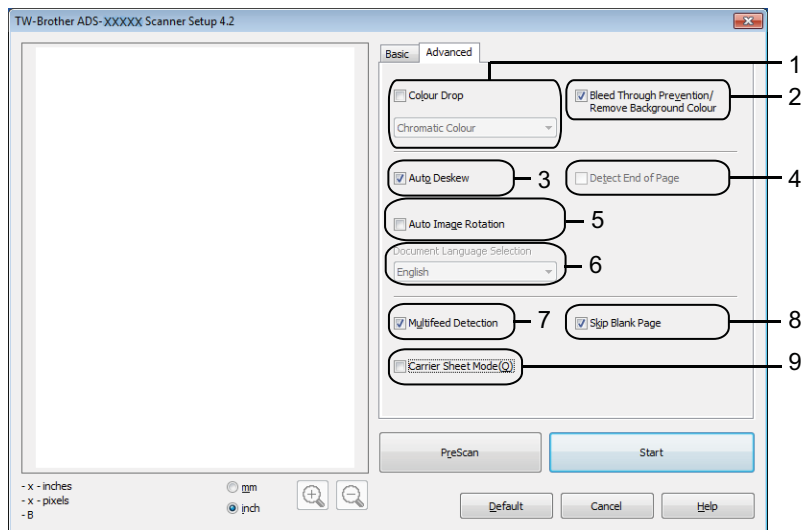 TW-Brother ADS-XXXXX Scanner Setup 4.2
Basic
Advanced
1
Colour Drop
Chromatic Colour
Bleed Through Prevention/
Remove Background Colour
2
Auto Deskew
3
Detect End of Page
4
Auto Image Rotation
5
Document Language Selection
English
6
Multifeed Detection
7
Skip Blank Page
8
Carrier Sheet Mode(O)
9
PreScan
Start
- x - inches
- x - pixels
- B
mm
inch
Default
Cancel
Help